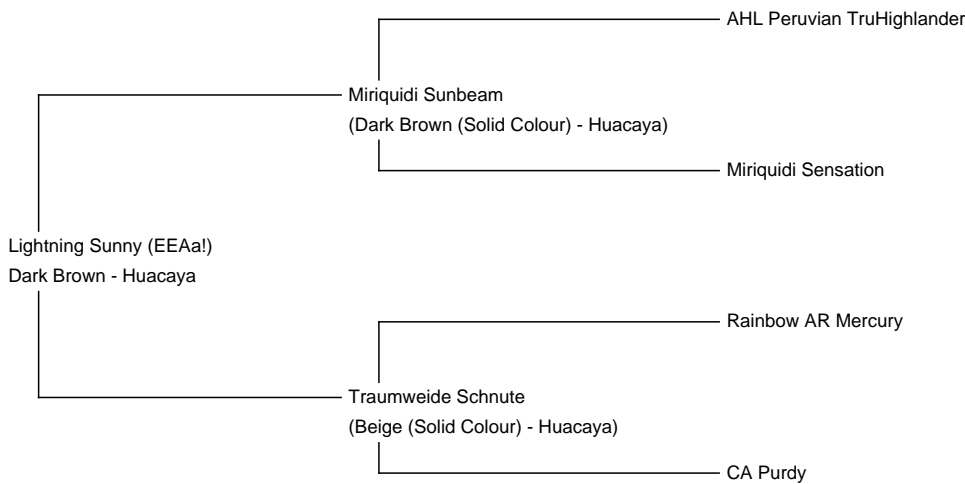 AHL Peruvian TruHighlander
Miriquidi Sunbeam
(Dark Brown (Solid Colour) - Huacaya)
Miriquidi Sensation
Lightning Sunny (EEAa!)
Dark Brown - Huacaya
Rainbow AR Mercury
Traumweide Schnute
(Beige (Solid Colour) - Huacaya)
CA Purdy